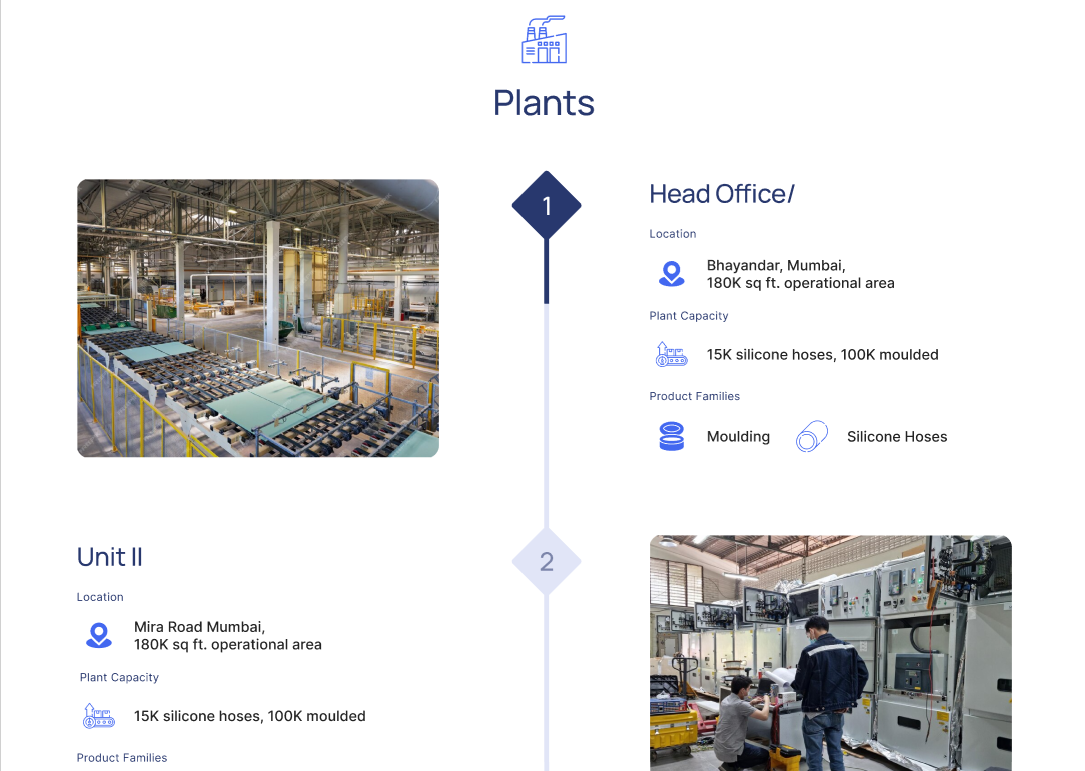 Plants
1
Head Office/
Location
Bhayandar, Mumbai,
180K sq ft. operational area
Plant Capacity
15K silicone hoses, 100K moulded
Product Families
Moulding
Silicone Hoses
2
Unit II
Location
Mira Road Mumbai,
180K sq ft. operational area
Plant Capacity
15K silicone hoses, 100K moulded
Product Families